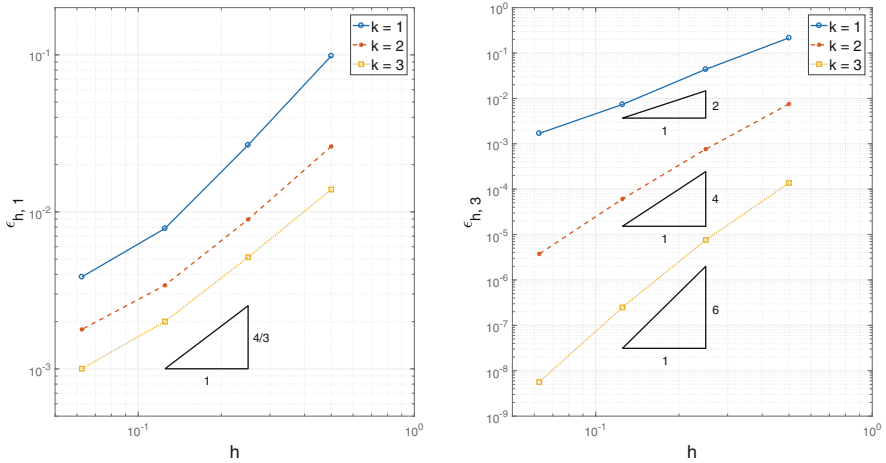 k = 1
k = 2
k = 3
10^-1
10^-2
10^-3
ϵ_{h, 1}
4/3
1
10^-1
10^0
h
k = 1
k = 2
k = 3
10^0
10^-1
10^-2
10^-3
10^-4
10^-5
10^-6
10^-7
10^-8
10^-9
ϵ_{h, 3}
2
1
4
1
6
1
10^-1
10^0
h